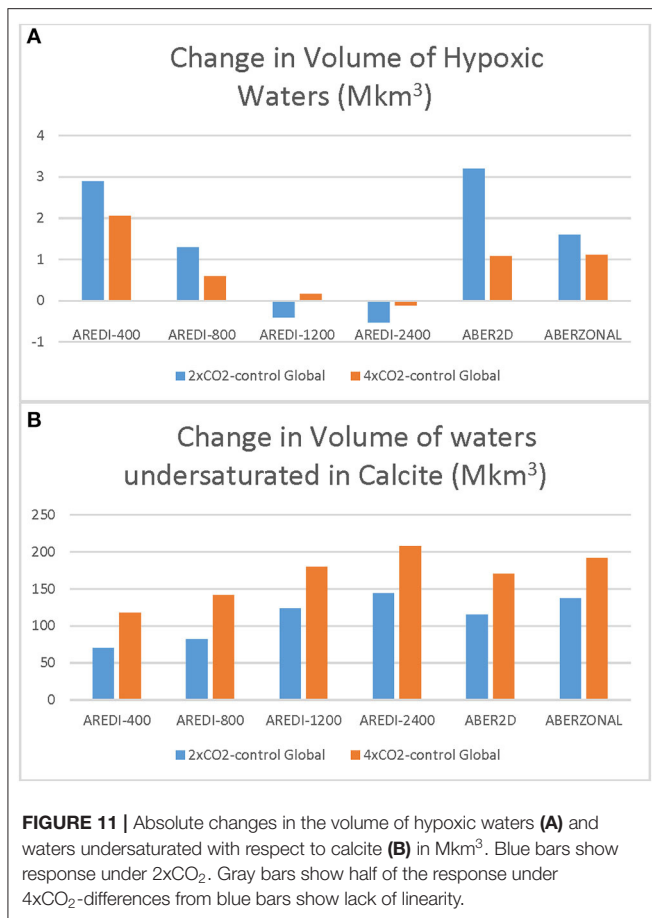 A
Change in Volume of Hypoxic
Waters (Mkm³)
4
3
2
1
0
-1
AREDI-400 AREDI-800 AREDI-1200 AREDI-2400 ABER2D ABERZONAL
2xCO2-control Global 4xCO2-control Global
B
Change in Volume of waters
undersaturated in Calcite (Mkm³)
250
200
150
100
50
0
AREDI-400 AREDI-800 AREDI-1200 AREDI-2400 ABER2D ABERZONAL
2xCO2-control Global 4xCO2-control Global
FIGURE 11 | Absolute changes in the volume of hypoxic waters (A) and
waters undersaturated with respect to calcite (B) in Mkm³. Blue bars show
response under 2xCO₂. Gray bars show half of the response under
4xCO₂-differences from blue bars show lack of linearity.